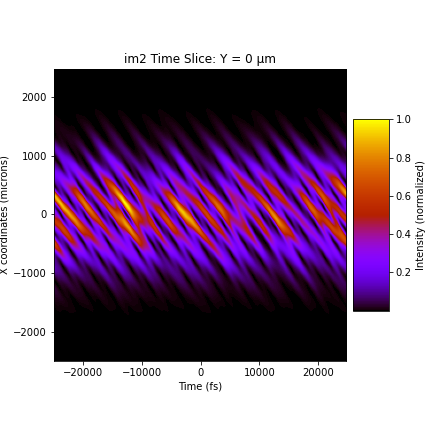 im2 Time Slice: Y = 0 μm
2000
1000
0
−1000
−2000
X coordinates (microns)
−20000 −10000 0 10000 20000
Time (fs)
1.0
0.8
0.6
0.4
0.2
Intensity (normalized)